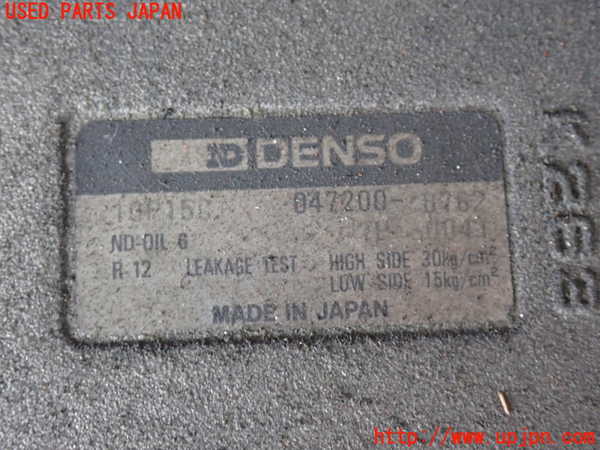 USED PARTS JAPAN
ND DENSO
10P15C 047200-
ND-OIL 6
R-12 LEAKAGE TEST HIGH SIDE 30kg/cm²
LOW SIDE 15kg/cm²
MADE IN JAPAN
http://www.upjpn.com/